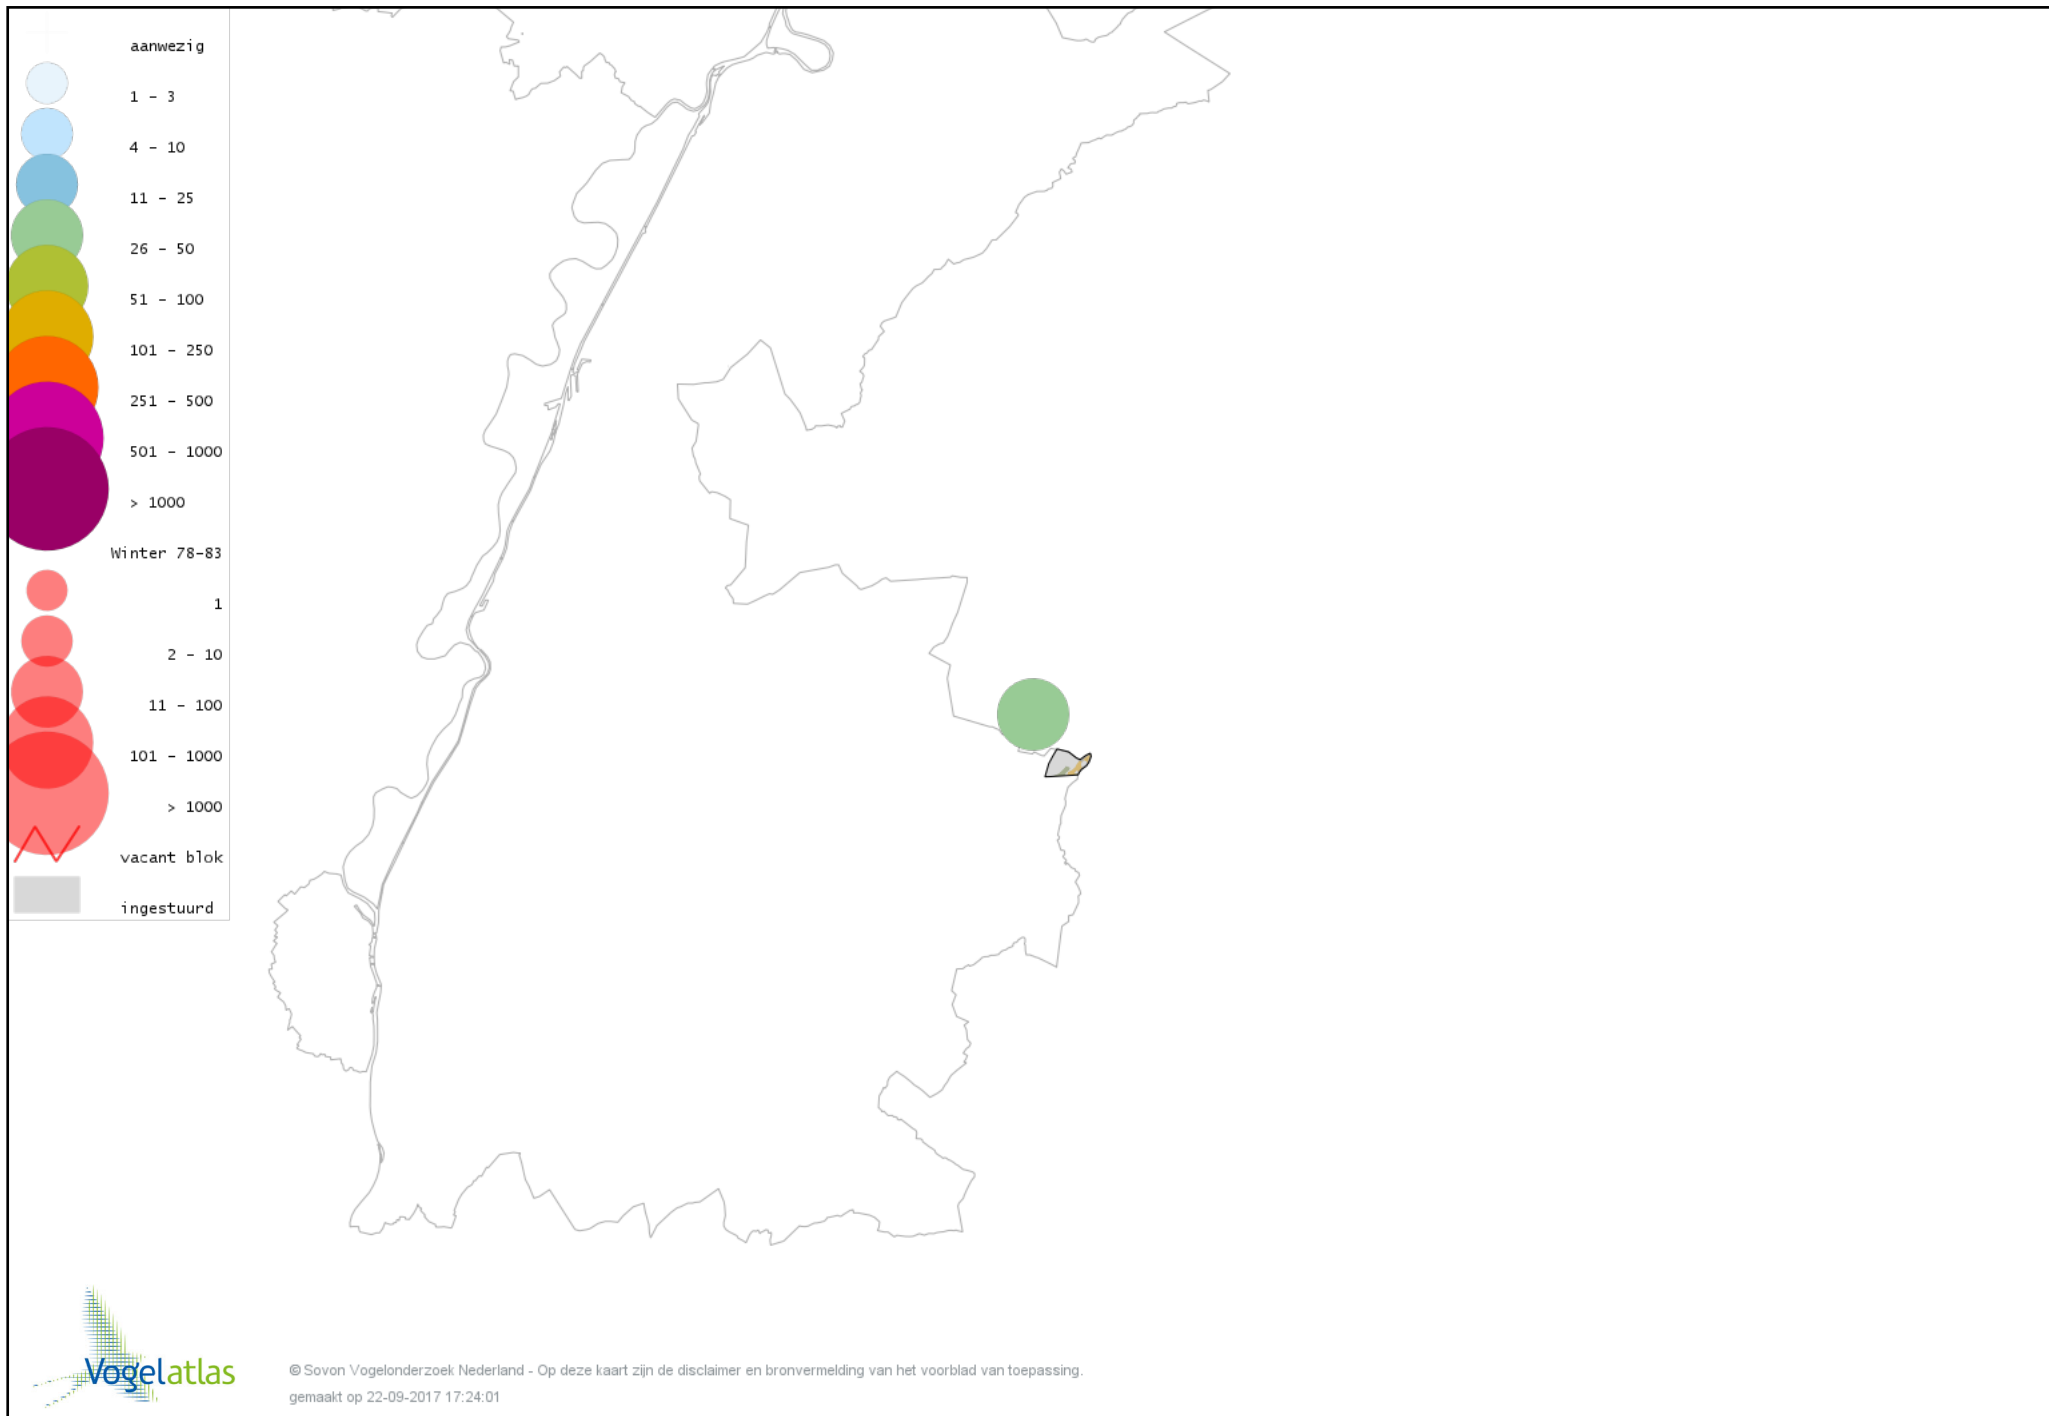 aanwezig
1 - 3
4 - 10
11 - 25
26 - 50
51 - 100
101 - 250
251 - 500
501 - 1000
> 1000
Winter 78-83
1
2 - 10
11 - 100
101 - 1000
> 1000
vacant blok
ingestuurd
Vogelatlas
© Sovon Vogelonderzoek Nederland - Op deze kaart zijn de disclaimer en bronvermelding van het voorblad van toepassing.
gemaakt op 22-09-2017 17:24:01